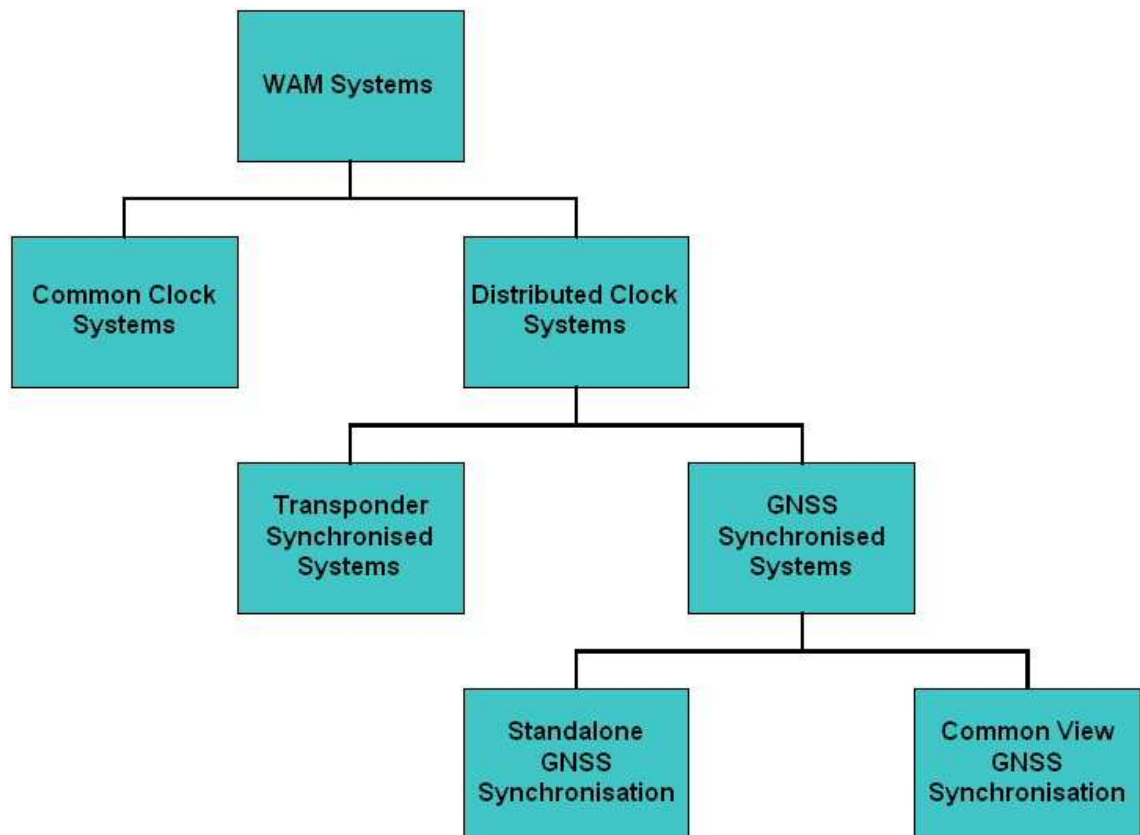 WAM Systems
Common Clock
Systems
Distributed Clock
Systems
Transponder
Synchronised
Systems
GNSS
Synchronised
Systems
Standalone
GNSS
Synchronisation
Common View
GNSS
Synchronisation